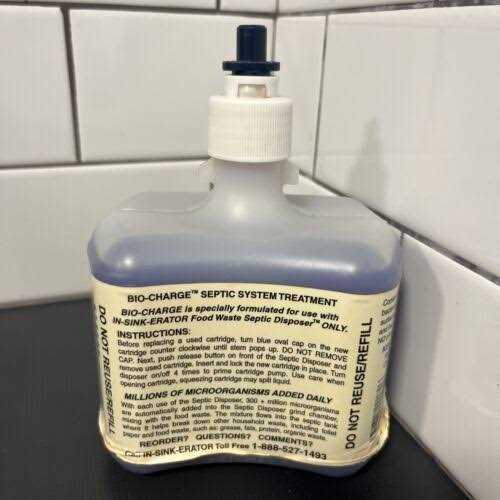 BIO-CHARGE™ SEPTIC SYSTEM TREATMENT
BIO-CHARGE is specially formulated for use with
IN-SINK-ERATOR Food Waste Septic Disposer™ ONLY.
INSTRUCTIONS:
Before replacing a used cartridge, turn blue oval cap on the new
cartridge counter clockwise until stem pops up. DO NOT REMOVE
CAP. Next, push release button on front of the Septic Disposer and
remove used cartridge. Insert and lock the new cartridge in place. Turn
disposer on/off 4 times to prime cartridge pump. Use care when
opening cartridge, squeezing cartridge may spill liquid.
MILLIONS OF MICROORGANISMS ADDED DAILY
With each use of the Septic Disposer, 300 + million microorganisms
are automatically added into the Septic Disposer grind chamber,
mixing with the food waste. The mixture flows into the septic tank
where it helps break down other household waste, including toilet
paper and food waste, such as: grease, fats, protein, organic waste.
REORDER? QUESTIONS? COMMENTS?
Call IN-SINK-ERATOR Toll Free 1-888-527-1493
DO NOT REUSE/REFILL
DO NOT REUSE/REFILL